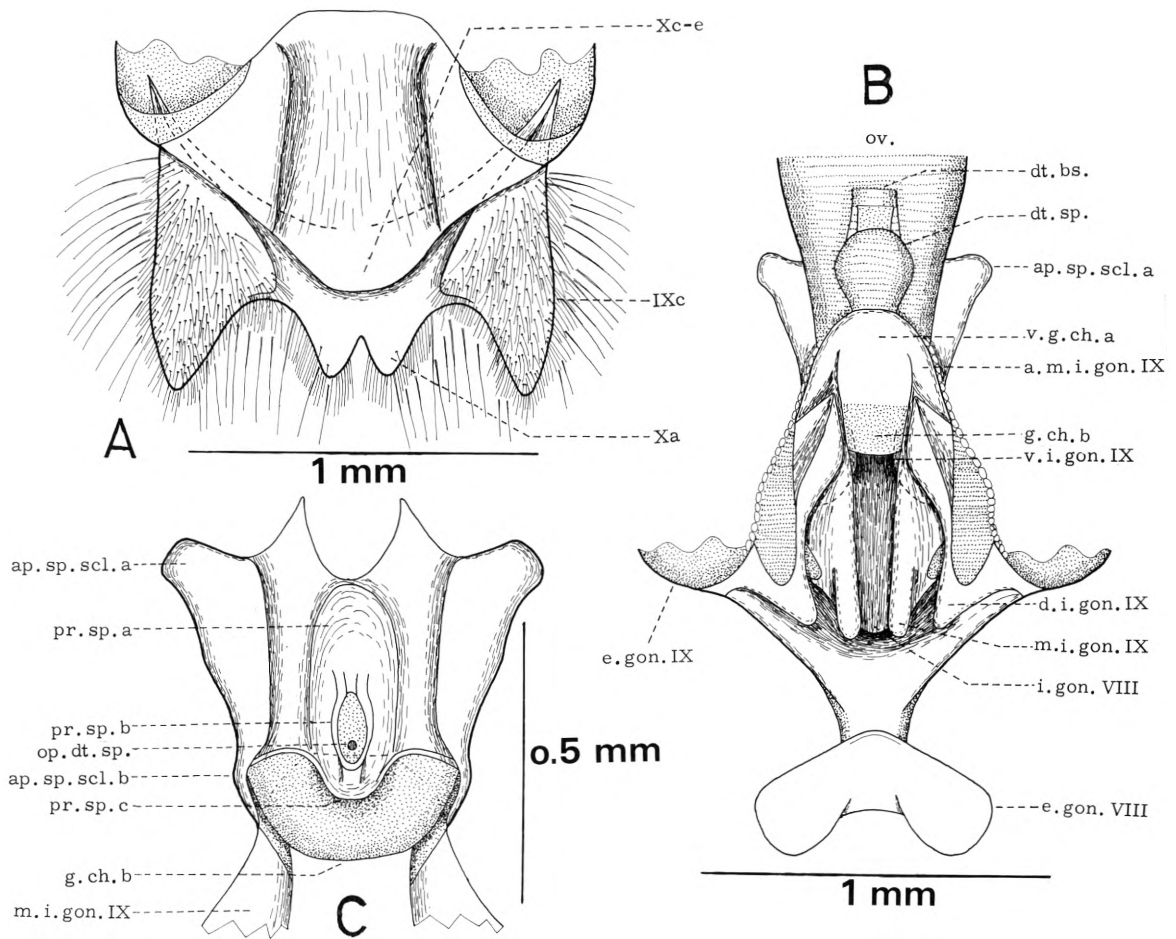 Xc-e
IXc
Xa
A
1 mm
B
ov.
dt.bs.
dt.sp.
ap.sp.scl.a
v.g.ch.a
a.m.i.gon.IX
g.ch.b
v.i.gon.IX
d.i.gon.IX
m.i.gon.IX
i.gon.VIII
e.gon.IX
e.gon.VIII
1 mm
ap.sp.scl.a
pr.sp.a
pr.sp.b
op.dt.sp.
ap.sp.scl.b
pr.sp.c
g.ch.b
m.i.gon.IX
C
0.5 mm